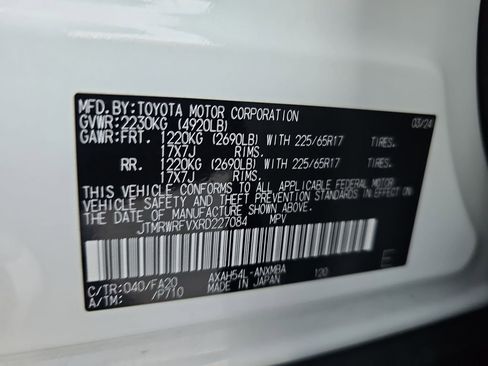 MFD. BY: TOYOTA MOTOR CORPORATION 03/24
GVWR: 2230KG (4920LB)
GAWR: FRT. 1220KG (2690LB) WITH 225/65R17 TIRES.
17X7J RIMS.
RR. 1220KG (2690LB) WITH 225/65R17 TIRES.
17X7J RIMS.
THIS VEHICLE CONFORMS TO ALL APPLICABLE FEDERAL MOTOR
VEHICLE SAFETY AND THEFT PREVENTION STANDARDS IN EFFECT
ON THE DATE OF MANUFACTURE SHOWN ABOVE.
JTMRWRFVXRD227084 MPV
C/TR: 040/FA20 AXAH54L-ANXMBA 120
A/TM: /P710 MADE IN JAPAN